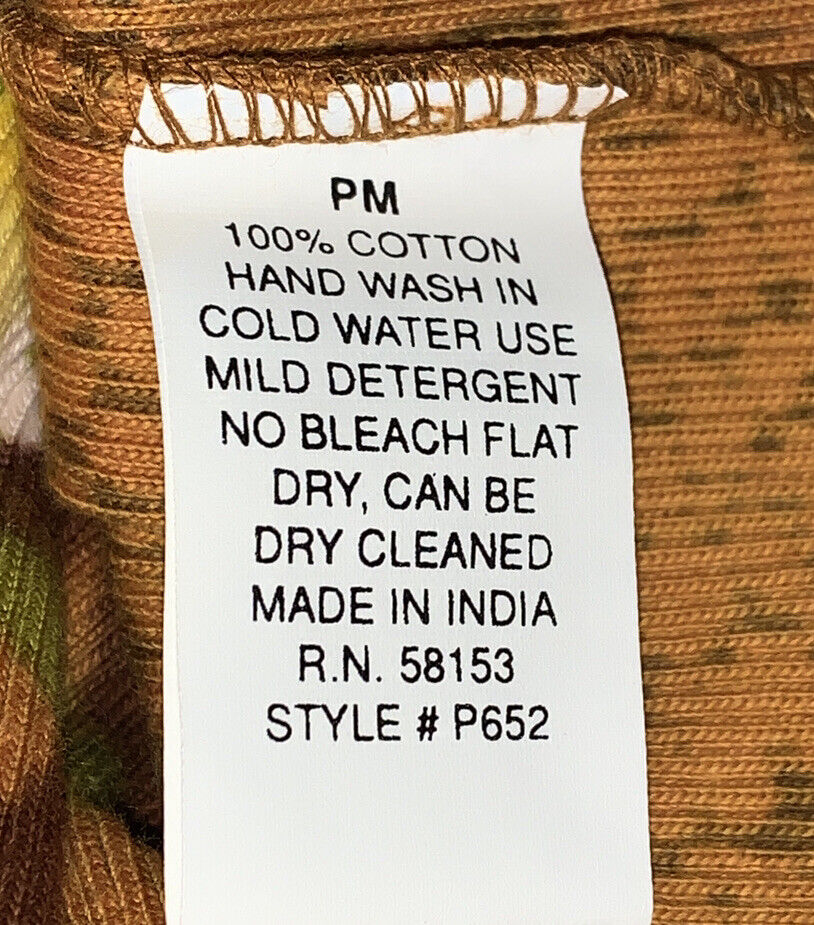 PM
100% COTTON
HAND WASH IN
COLD WATER USE
MILD DETERGENT
NO BLEACH FLAT
DRY, CAN BE
DRY CLEANED
MADE IN INDIA
R.N. 58153
STYLE # P652